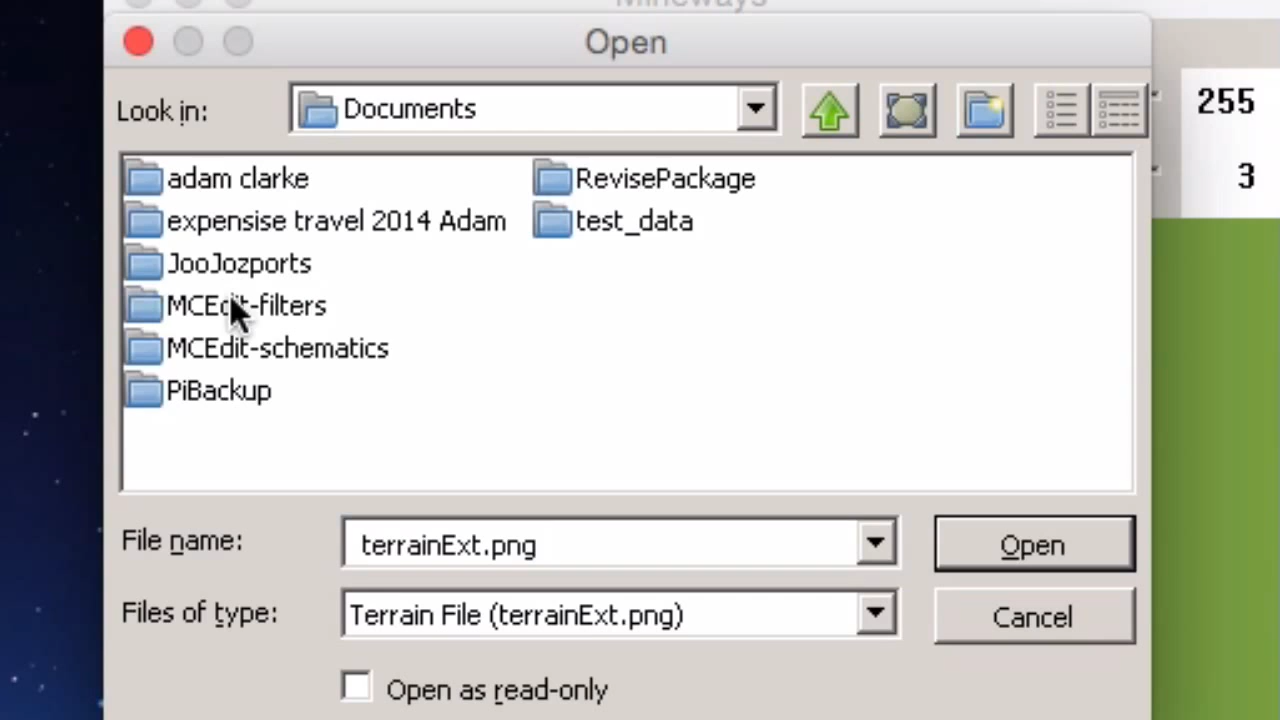 Mineways
Open
Look in:
Documents
255
3
adam clarke
RevisePackage
expensise travel 2014 Adam
test_data
JooJozports
MCEdit-filters
MCEdit-schematics
PiBackup
File name:
terrainExt.png
Open
Files of type:
Terrain File (terrainExt.png)
Cancel
Open as read-only